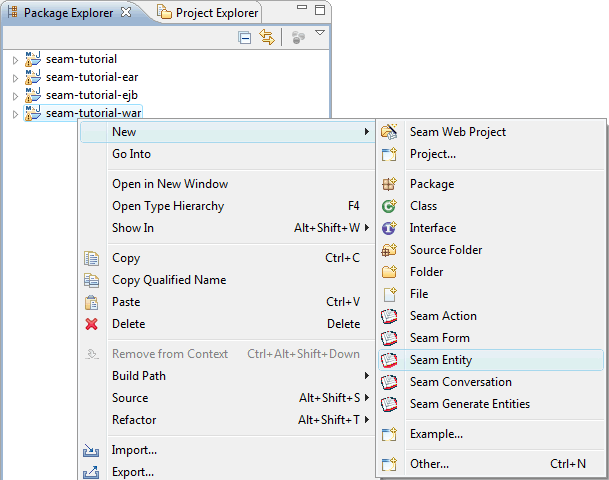 Package Explorer
Project Explorer
seam-tutorial
seam-tutorial-ear
seam-tutorial-ejb
seam-tutorial-war
New
Go Into
Open in New Window
Open Type Hierarchy F4
Show In Alt+Shift+W
Copy Ctrl+C
Copy Qualified Name
Paste Ctrl+V
Delete Delete
Remove from Context Ctrl+Alt+Shift+Down
Build Path
Source Alt+Shift+S
Refactor Alt+Shift+T
Import...
Export...
Seam Web Project
Project...
Package
Class
Interface
Source Folder
Folder
File
Seam Action
Seam Form
Seam Entity
Seam Conversation
Seam Generate Entities
Example...
Other... Ctrl+N